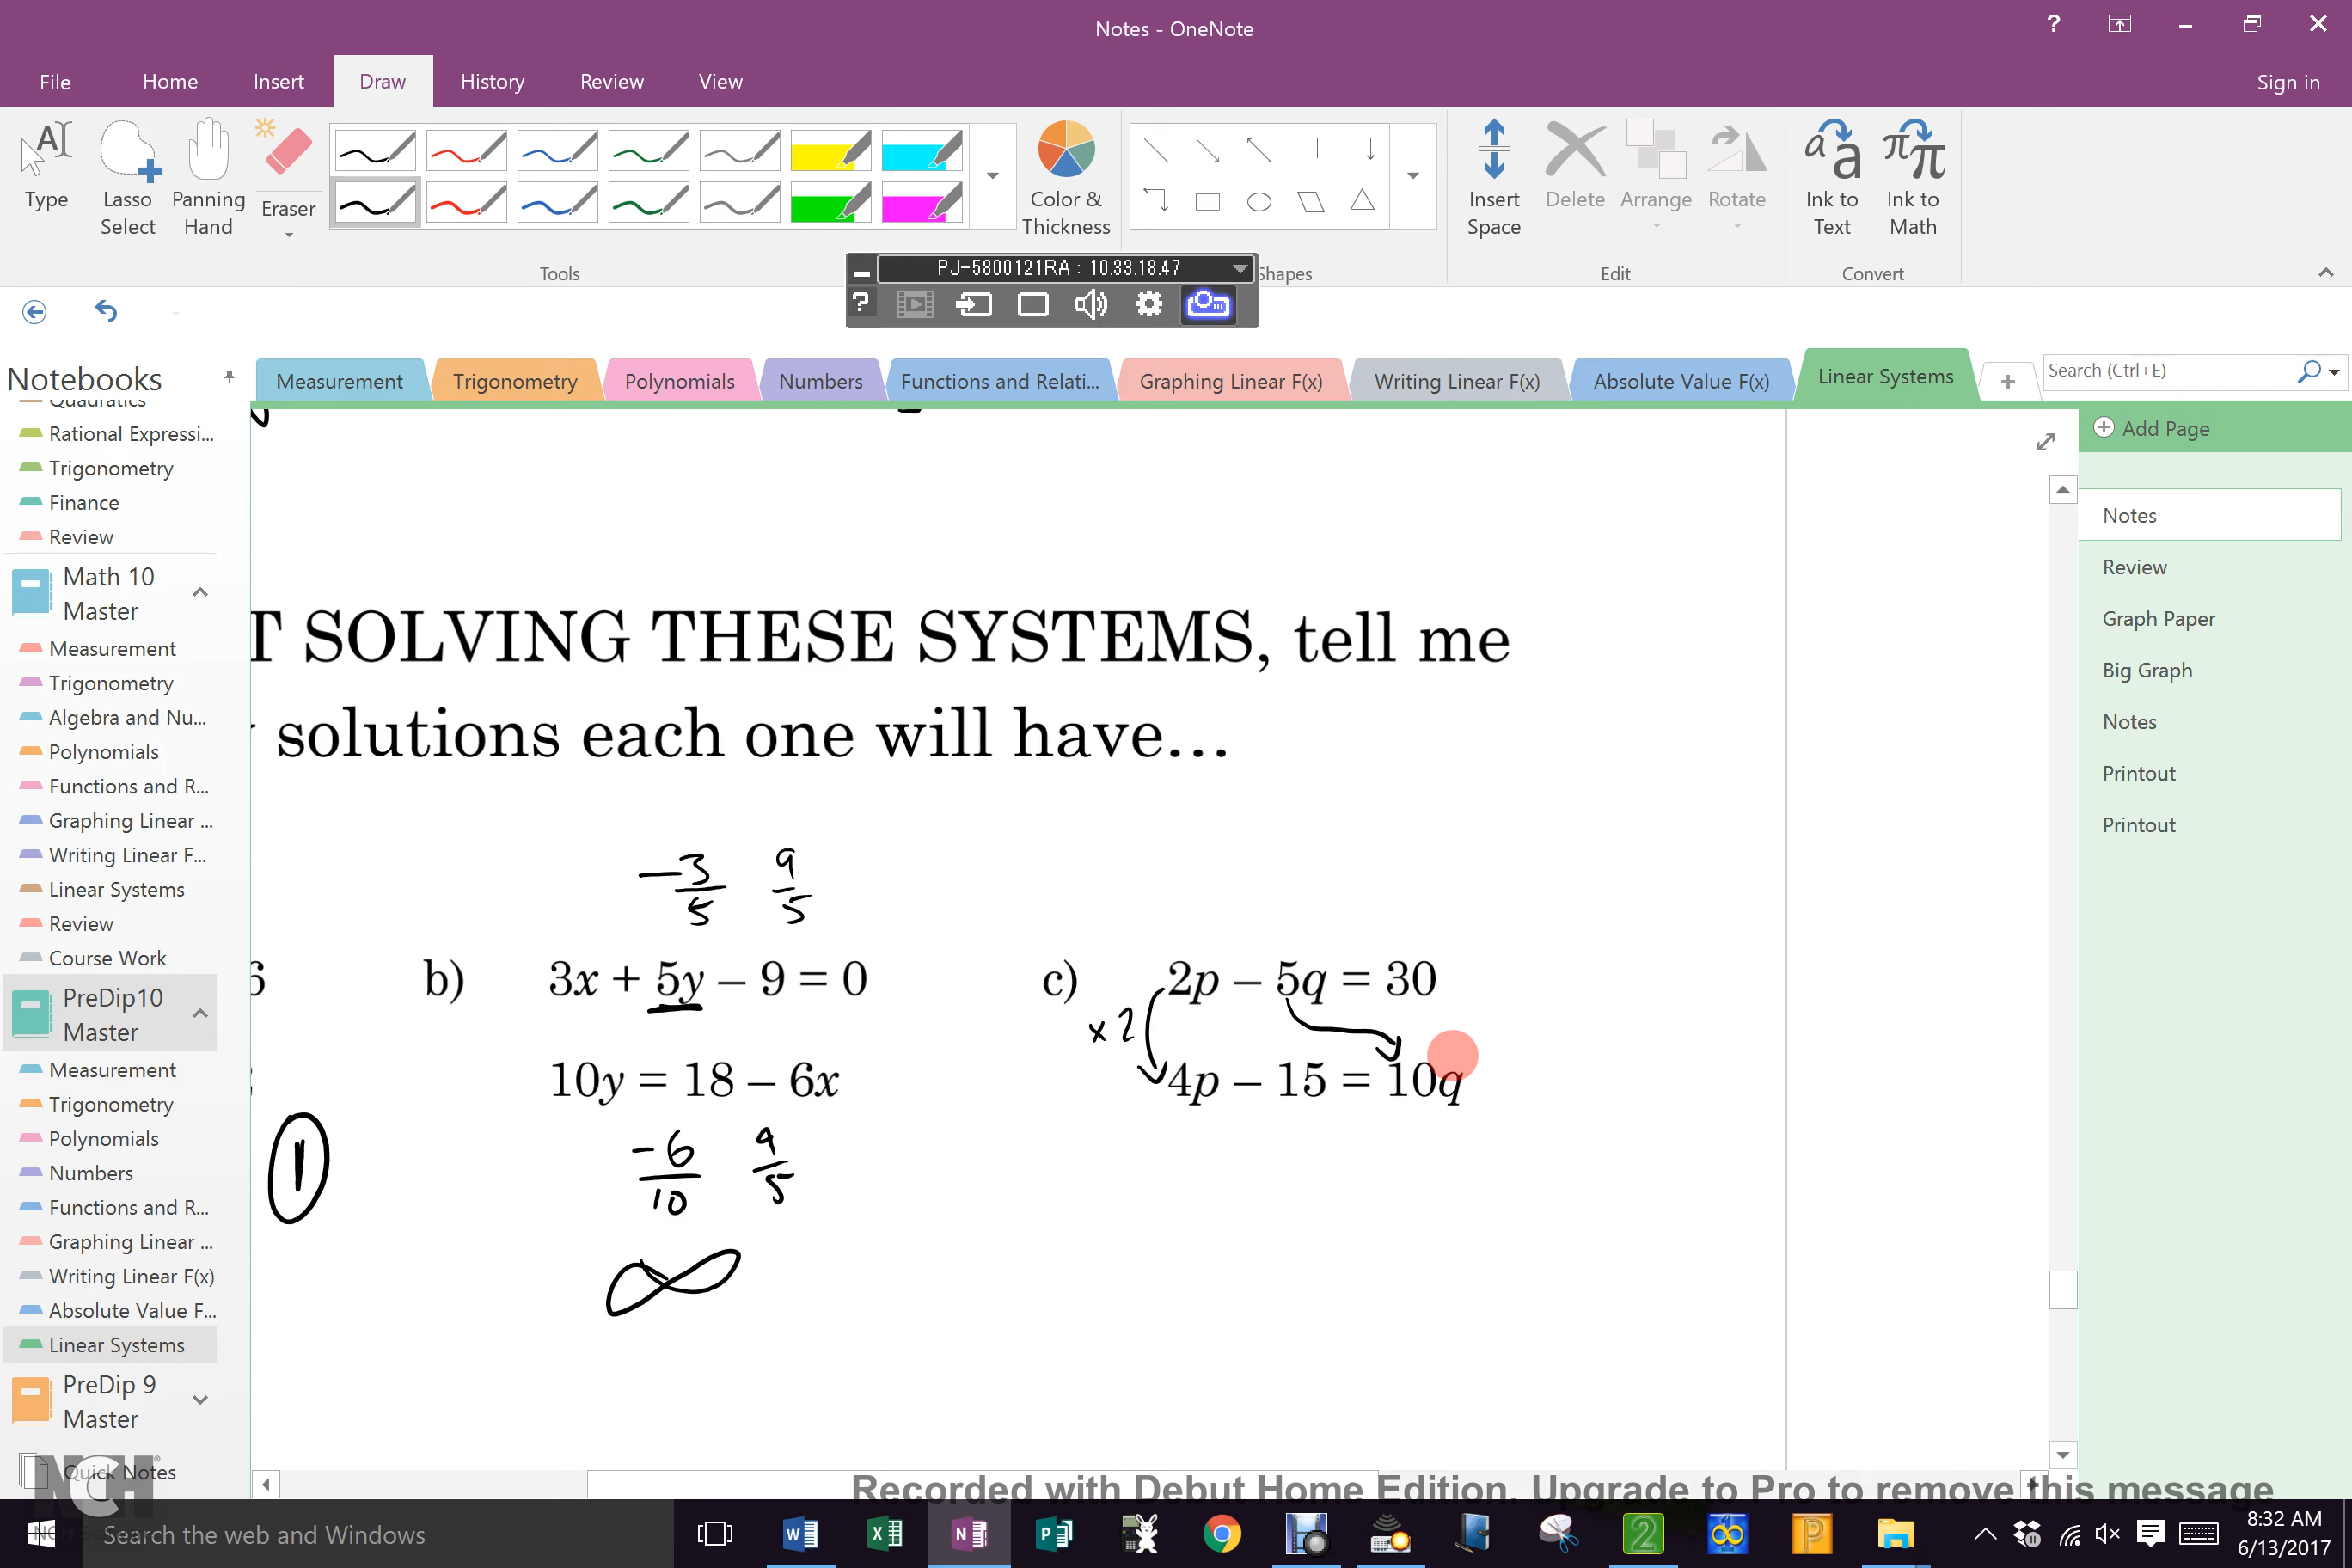 Notes - OneNote
?
File Home Insert Draw History Review View
Sign in
Type
Lasso Select
Panning Hand
Eraser
Color & Thickness
Insert Space
Delete
Arrange
Rotate
Ink to Text
Ink to Math
Tools
Shapes
Edit
Convert
PJ-5800121RA : 10.33.18.47
?
Notebooks
Measurement Trigonometry Polynomials Numbers Functions and Relati... Graphing Linear F(x) Writing Linear F(x) Absolute Value F(x) Linear Systems +
Search (Ctrl+E)
Quadratics
Rational Expressi...
Trigonometry
Finance
Review
Math 10 Master
Measurement
Trigonometry
Algebra and Nu...
Polynomials
Functions and R...
Graphing Linear ...
Writing Linear F...
Linear Systems
Review
Course Work
PreDip10 Master
Measurement
Trigonometry
Polynomials
Numbers
Functions and R...
Graphing Linear ...
Writing Linear F(x)
Absolute Value F...
Linear Systems
PreDip 9 Master
Quick Notes
T SOLVING THESE SYSTEMS, tell me
solutions each one will have...
-3/5 9/5
6 b) 3x + 5y – 9 = 0 c) 2p – 5q = 30
x2
10y = 18 – 6x 4p – 15 = 10q
1
-6/10 9/5
∞
Add Page
Notes
Review
Graph Paper
Big Graph
Notes
Printout
Printout
Recorded with Debut Home Edition. Upgrade to Pro to remove this message
NCH
Search the web and Windows
8:32 AM
6/13/2017